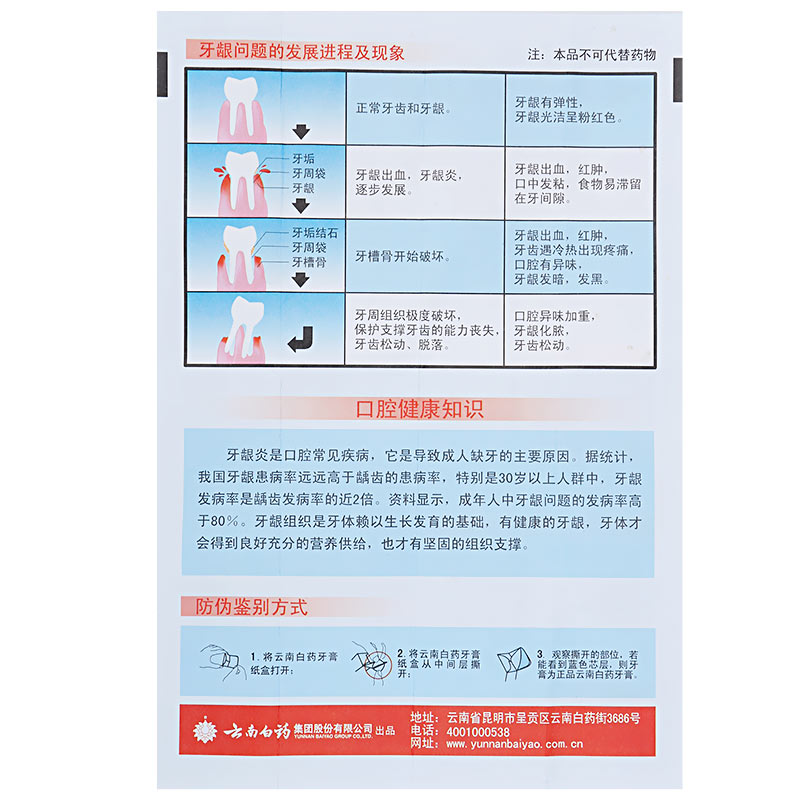 牙龈问题的发展进程及现象
注：本品不可代替药物
正常牙齿和牙龈。
牙龈有弹性，
牙龈光洁呈粉红色。
牙垢
牙周袋
牙龈
牙龈出血，牙龈炎，
逐步发展。
牙龈出血，红肿，
口中发粘，食物易滞留
在牙间隙。
牙垢结石
牙周袋
牙槽骨
牙槽骨开始破坏。
牙龈出血，红肿，
牙齿遇冷热出现疼痛，
口腔有异味，
牙龈发暗，发黑。
牙周组织极度破坏，
保护支撑牙齿的能力丧失，
牙齿松动、脱落。
口腔异味加重，
牙龈化脓，
牙齿松动。
口腔健康知识
牙龈炎是口腔常见疾病，它是导致成人缺牙的主要原因。据统计，
我国牙龈患病率远远高于龋齿的患病率，特别是30岁以上人群中，牙龈
发病率是龋齿发病率的近2倍。资料显示，成年人中牙龈问题的发病率高
于80%。牙龈组织是牙体赖以生长发育的基础，有健康的牙龈，牙体才
会得到良好充分的营养供给，也才有坚固的组织支撑。
防伪鉴别方式
1. 将云南白药牙膏
纸盒打开；
2. 将云南白药牙膏
纸盒从中间层撕
开；
3. 观察撕开的部位，若
能看到蓝色芯层，则牙
膏为正品云南白药牙膏。
云南白药 集团股份有限公司 出品
YUNNAN BAIYAO GROUP CO.,LTD.
地址：云南省昆明市呈贡区云南白药街3686号
电话：4001000538
网址：www.yunnanbaiyao.com.cn